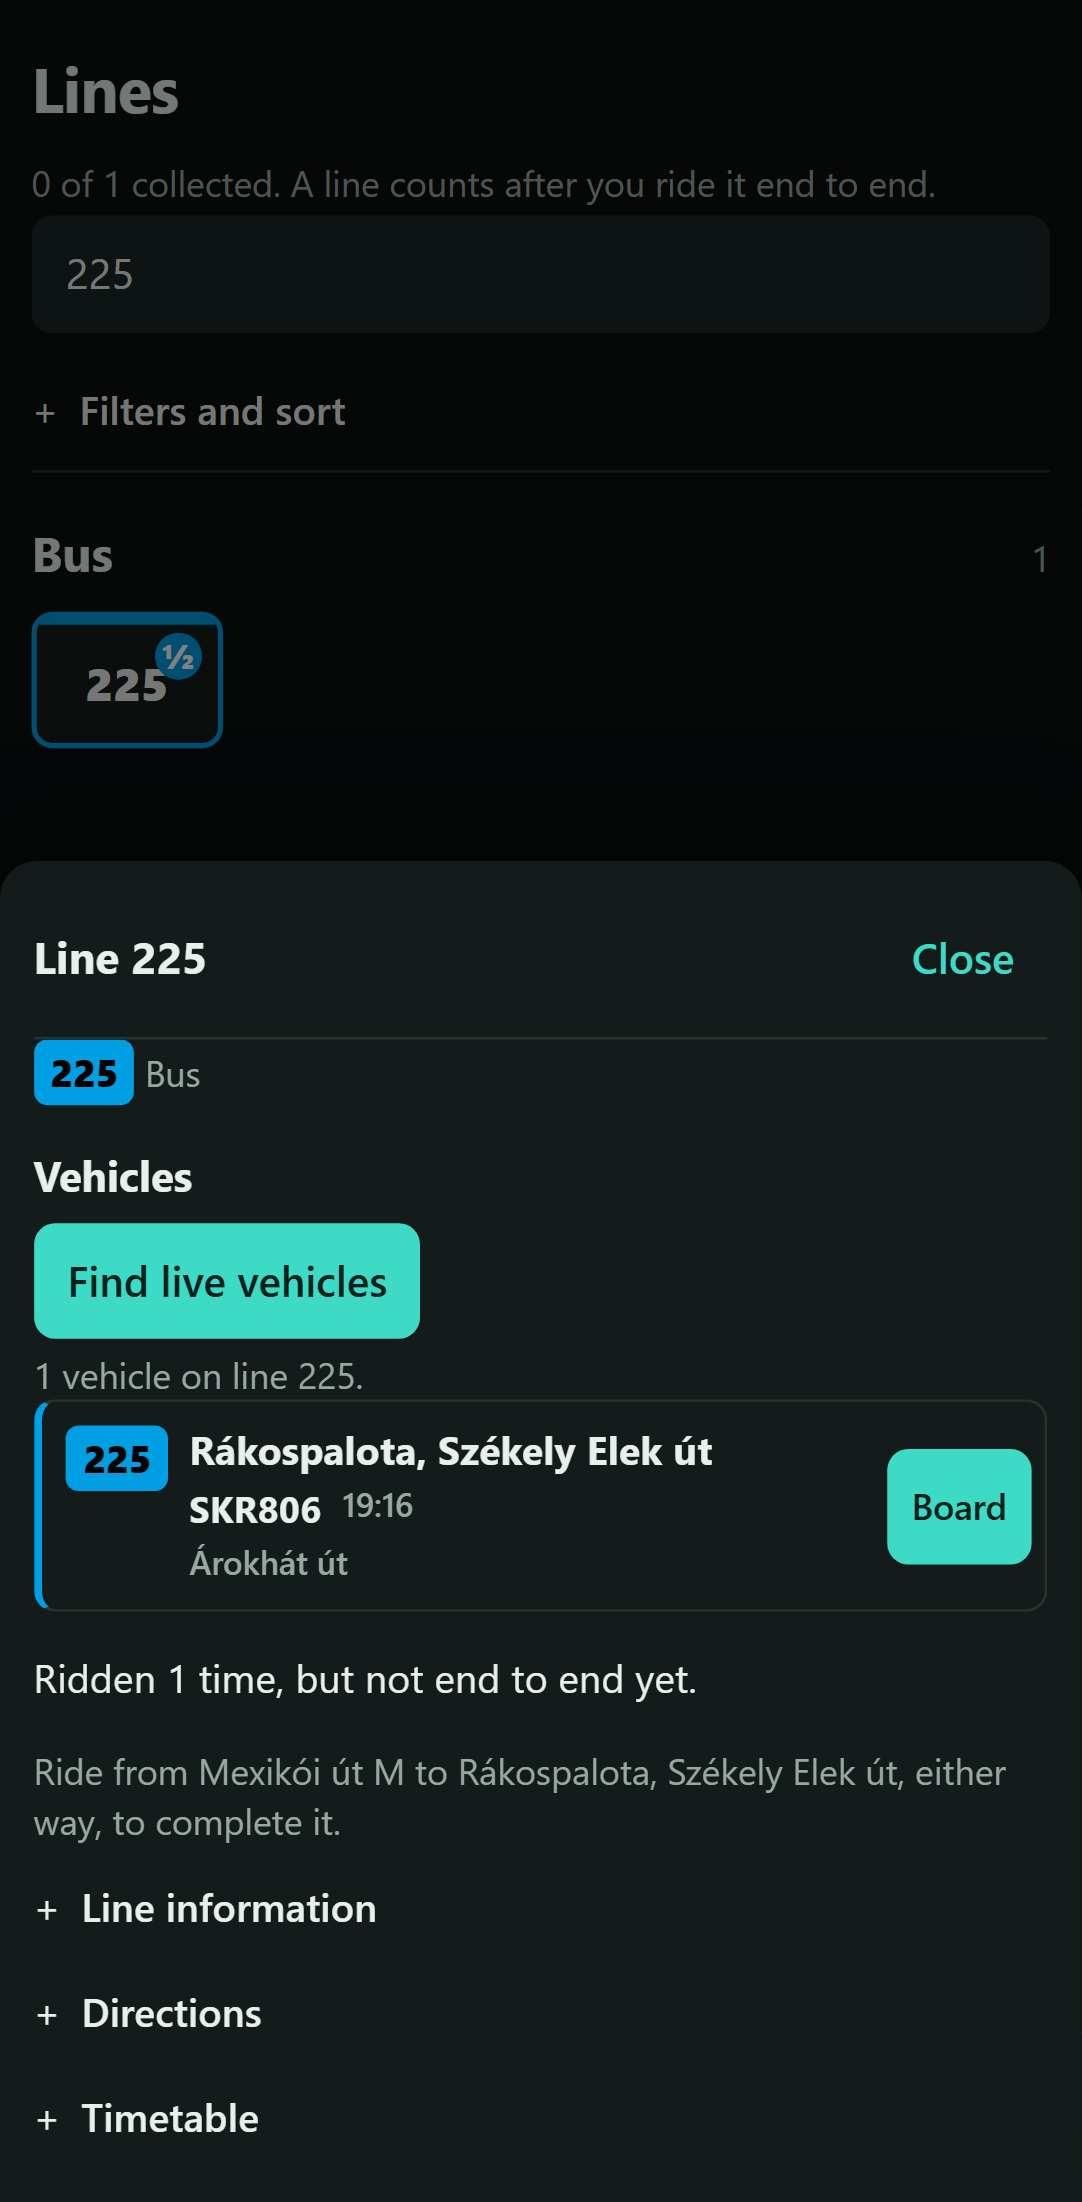 Lines
0 of 1 collected. A line counts after you ride it end to end.
225
+ Filters and sort
Bus 1
225 ½
Line 225 Close
225 Bus
Vehicles
Find live vehicles
1 vehicle on line 225.
225 Rákospalota, Székely Elek út
SKR806 19:16
Árokhát út
Board
Ridden 1 time, but not end to end yet.
Ride from Mexikói út M to Rákospalota, Székely Elek út, either
way, to complete it.
+ Line information
+ Directions
+ Timetable